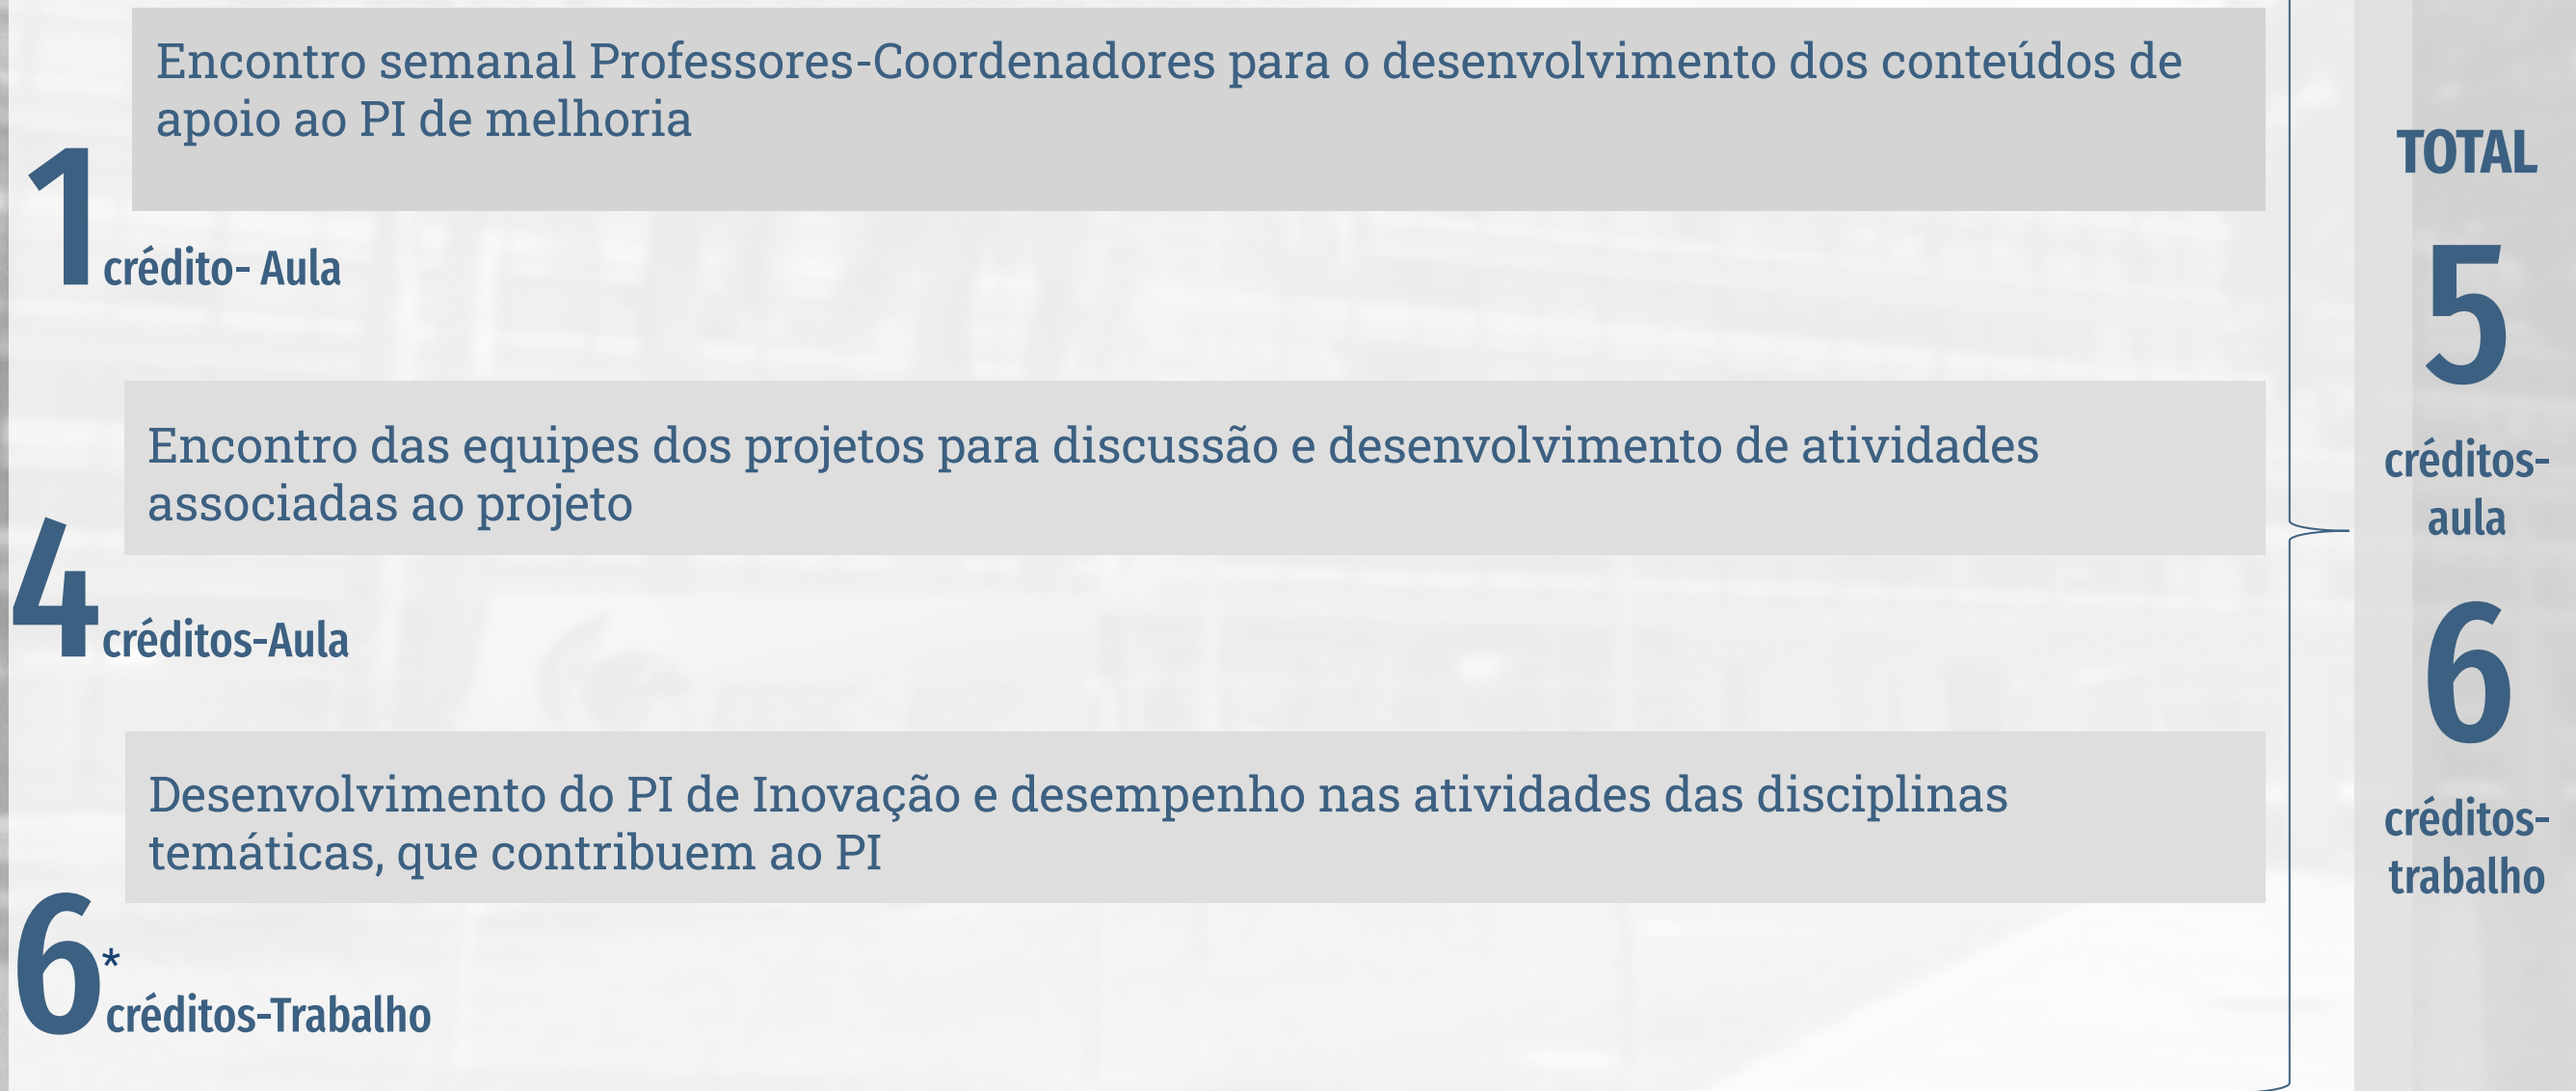 Encontro semanal Professores-Coordenadores para o desenvolvimento dos conteúdos de
apoio ao PI de melhoria
1
crédito- Aula
Encontro das equipes dos projetos para discussão e desenvolvimento de atividades
associadas ao projeto
4
créditos-Aula
Desenvolvimento do PI de Inovação e desempenho nas atividades das disciplinas
temáticas, que contribuem ao PI
6*
créditos-Trabalho
TOTAL
5
créditos-
aula
6
créditos-
trabalho